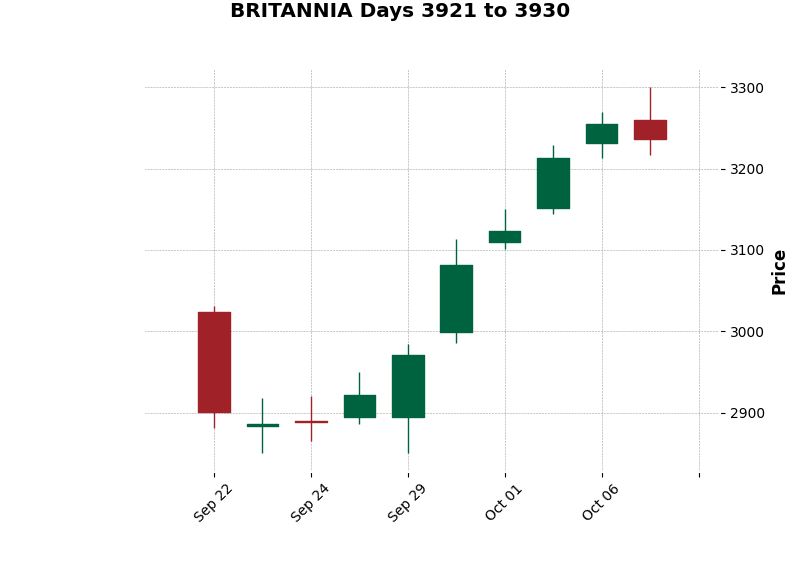 BRITANNIA Days 3921 to 3930
3300
3200
3100
3000
2900
Price
Sep 22
Sep 24
Sep 29
Oct 01
Oct 06